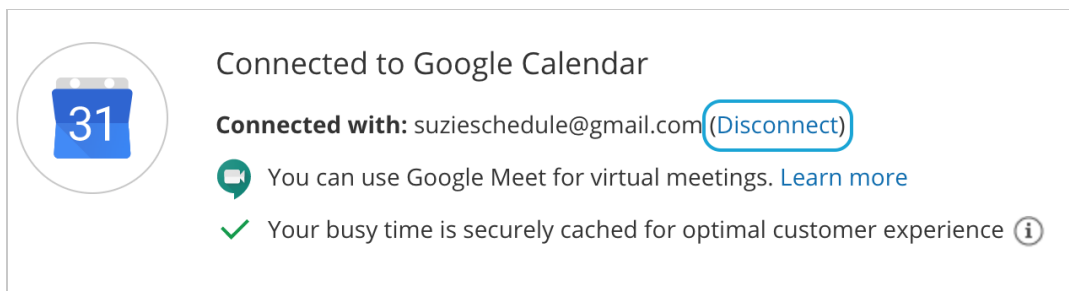 Connected to Google Calendar
31
Connected with: suzieschedule@gmail.com (Disconnect)
You can use Google Meet for virtual meetings. Learn more
Your busy time is securely cached for optimal customer experience i